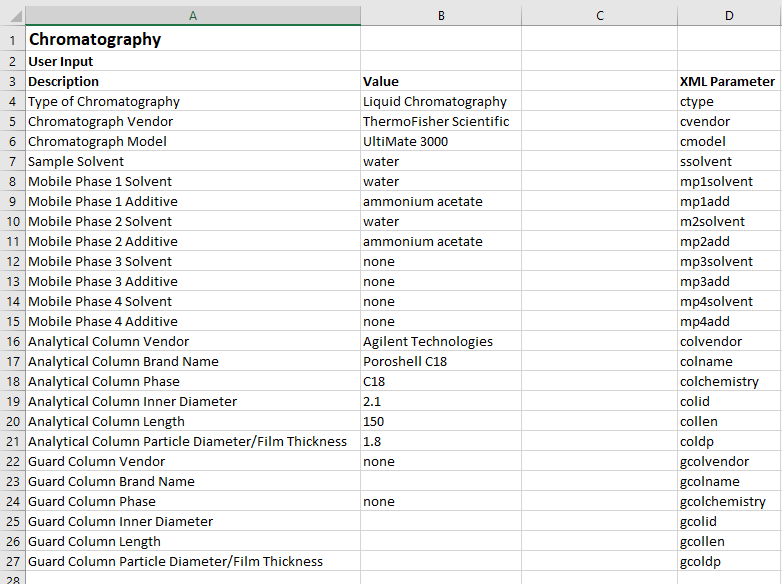 A B C D
1 Chromatography
2 User Input
3 Description Value XML Parameter
4 Type of Chromatography Liquid Chromatography ctype
5 Chromatograph Vendor ThermoFisher Scientific cvendor
6 Chromatograph Model UltiMate 3000 cmodel
7 Sample Solvent water ssolvent
8 Mobile Phase 1 Solvent water mp1solvent
9 Mobile Phase 1 Additive ammonium acetate mp1add
10 Mobile Phase 2 Solvent water m2solvent
11 Mobile Phase 2 Additive ammonium acetate mp2add
12 Mobile Phase 3 Solvent none mp3solvent
13 Mobile Phase 3 Additive none mp3add
14 Mobile Phase 4 Solvent none mp4solvent
15 Mobile Phase 4 Additive none mp4add
16 Analytical Column Vendor Agilent Technologies colvendor
17 Analytical Column Brand Name Poroshell C18 colname
18 Analytical Column Phase C18 colchemistry
19 Analytical Column Inner Diameter 2.1 colid
20 Analytical Column Length 150 collen
21 Analytical Column Particle Diameter/Film Thickness 1.8 coldp
22 Guard Column Vendor none gcolvendor
23 Guard Column Brand Name gcolname
24 Guard Column Phase none gcolchemistry
25 Guard Column Inner Diameter gcolid
26 Guard Column Length gcollen
27 Guard Column Particle Diameter/Film Thickness gcoldp
28